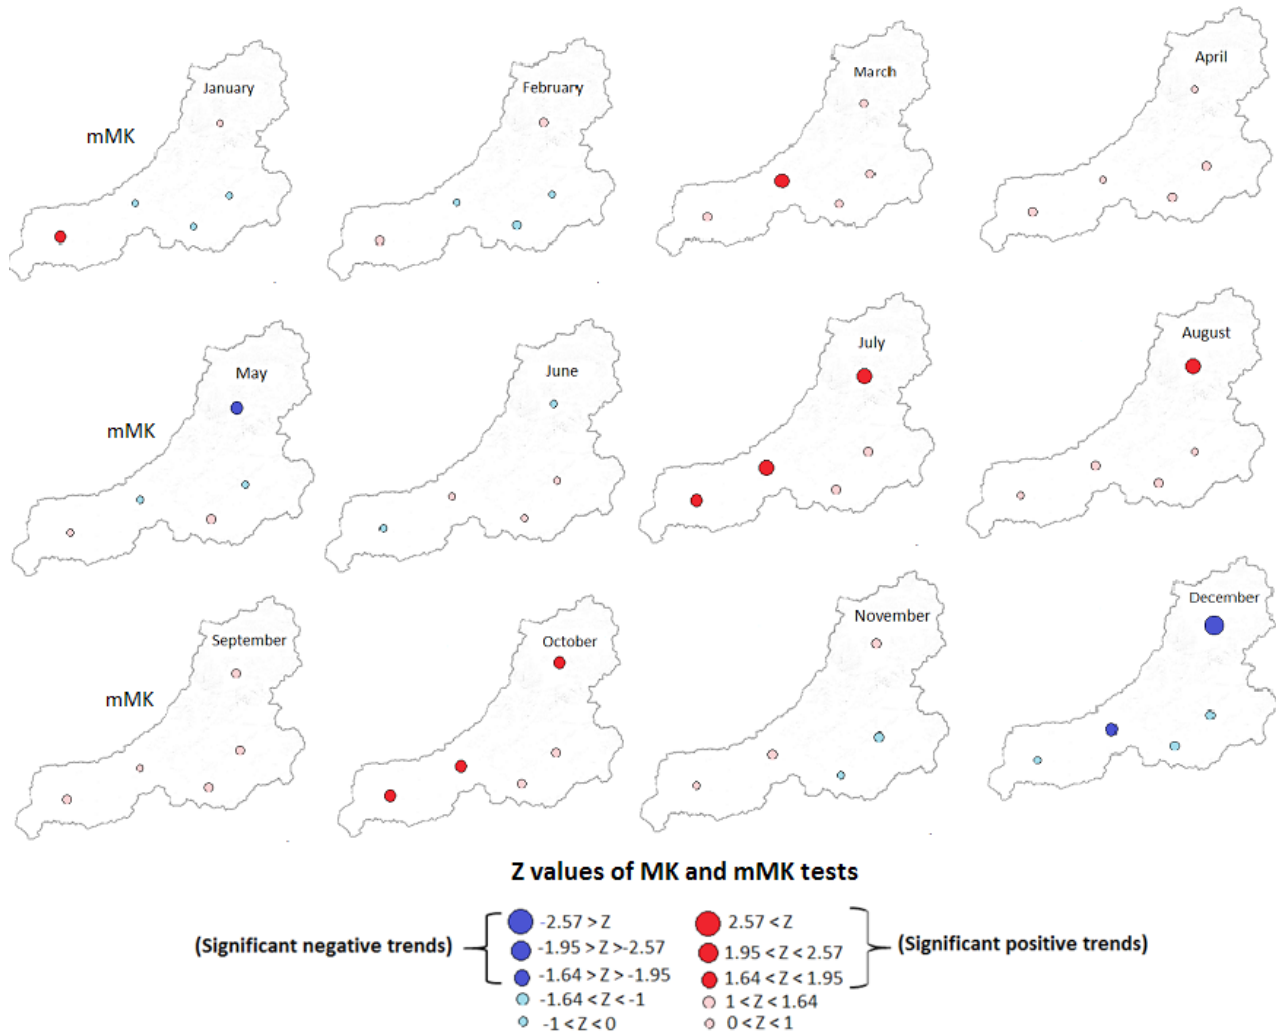 January
February
March
April
mMK
May
June
July
August
mMK
September
October
November
December
mMK
Z values of MK and mMK tests
(Significant negative trends)
-2.57 > Z
-1.95 > Z > -2.57
-1.64 > Z > -1.95
-1.64 < Z < -1
-1 < Z < 0
2.57 < Z
1.95 < Z < 2.57
1.64 < Z < 1.95
1 < Z < 1.64
0 < Z < 1
(Significant positive trends)